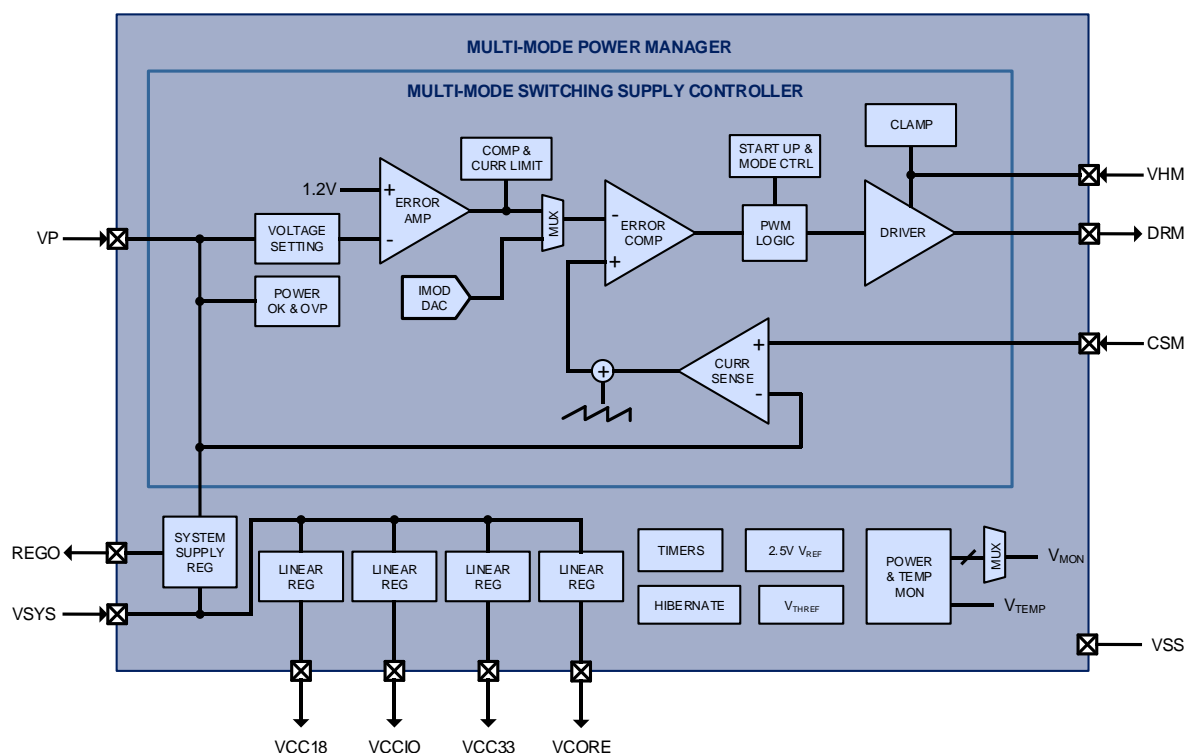 MULTI-MODE POWER MANAGER
MULTI-MODE SWITCHING SUPPLY CONTROLLER
CLAMP
COMP &
CURR LIMIT
START UP &
MODE CTRL
VHM
1.2V
+
-
ERROR
AMP
MUX
-
+
ERROR
COMP
PWM
LOGIC
DRIVER
VP
VOLTAGE
SETTING
DRM
POWER
OK & OVP
IMOD
DAC
CSM
+
-
CURR
SENSE
+
REGO
SYSTEM
SUPPLY
REG
VSYS
LINEAR
REG
LINEAR
REG
LINEAR
REG
LINEAR
REG
TIMERS
2.5V VREF
HIBERNATE
VTHREF
POWER
& TEMP
MON
MUX
VMON
VTEMP
VSS
VCC18
VCCIO
VCC33
VCORE